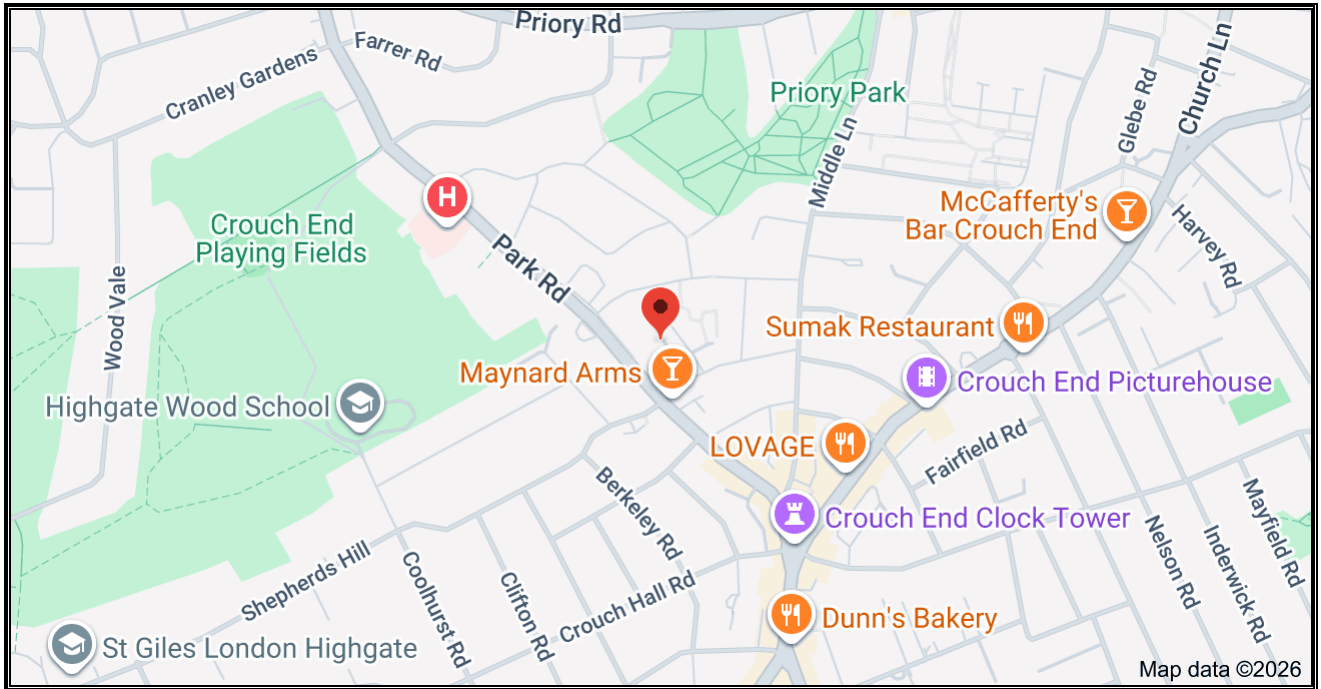 Priory Rd
Farrer Rd
Cranley Gardens
Church Ln
Priory Park
Glebe Rd
Middle Ln
H
McCafferty's
Bar Crouch End
Crouch End
Playing Fields
Harvey Rd
Park Rd
Wood Vale
Sumak Restaurant
Maynard Arms
Crouch End Picturehouse
Highgate Wood School
LOVAGE
Fairfield Rd
Berkeley Rd
Crouch End Clock Tower
Mayfield Rd
Nelson Rd
Inderwick Rd
Shepherds Hill
Coolhurst Rd
Clifton Rd
Crouch Hall Rd
Dunn's Bakery
St Giles London Highgate
Map data ©2026